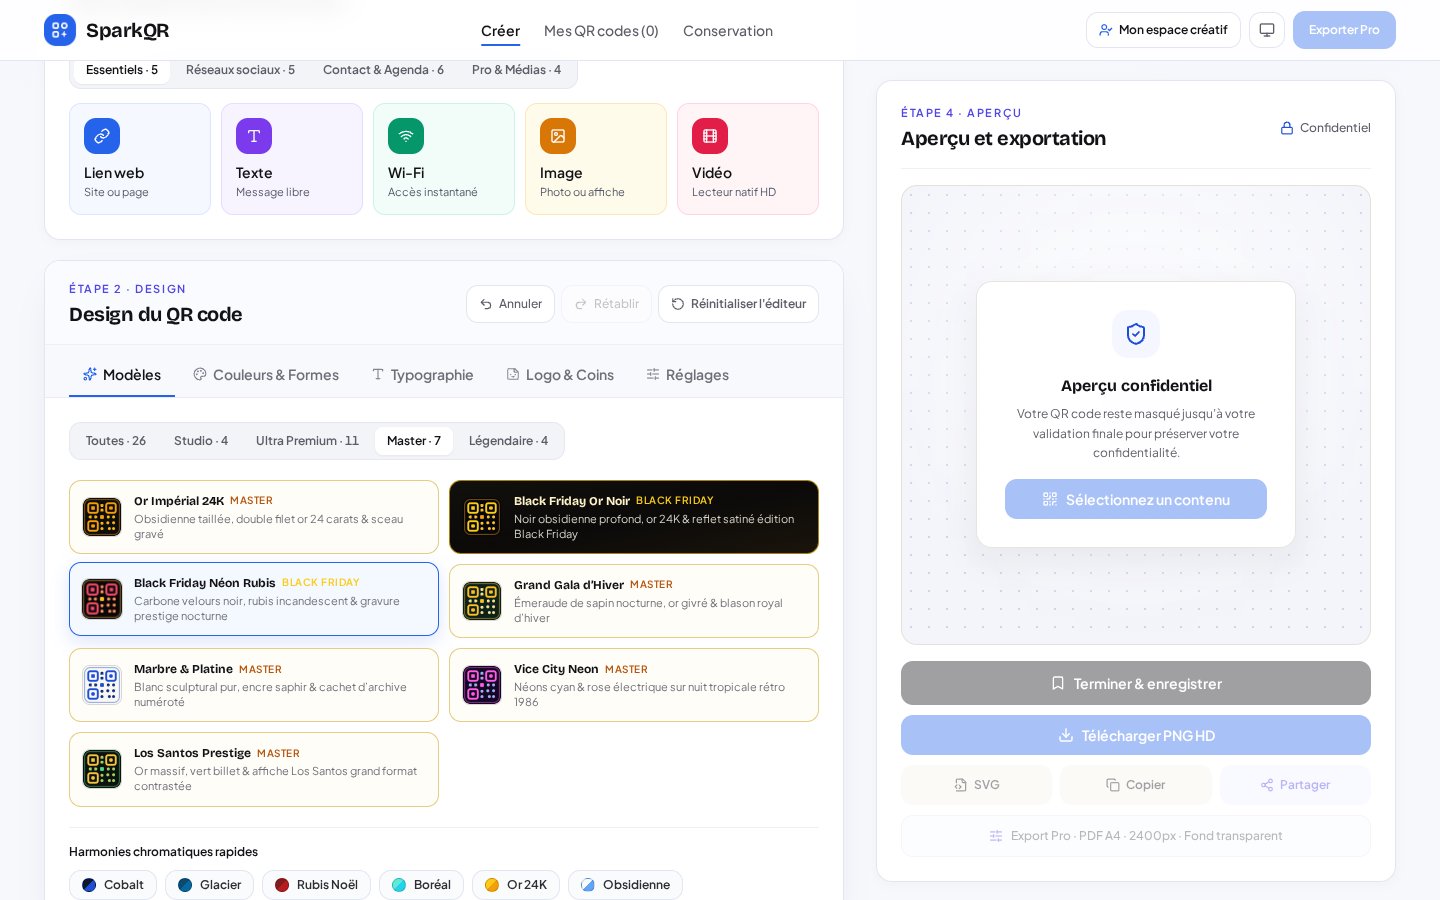 SparkQR
Créer
Mes QR codes (0)
Conservation
Mon espace créatif
Exporter Pro
Essentiels · 5
Réseaux sociaux · 5
Contact & Agenda · 6
Pro & Médias · 4
Lien web
Site ou page
Texte
Message libre
Wi-Fi
Accès instantané
Image
Photo ou affiche
Vidéo
Lecteur natif HD
ÉTAPE 2 · DESIGN
Design du QR code
Annuler
Rétablir
Réinitialiser l'éditeur
Modèles
Couleurs & Formes
Typographie
Logo & Coins
Réglages
Toutes · 26
Studio · 4
Ultra Premium · 11
Master · 7
Légendaire · 4
Or Impérial 24K MASTER
Obsidienne taillée, double filet or 24 carats & sceau
gravé
Black Friday Or Noir BLACK FRIDAY
Noir obsidienne profond, or 24K & reflet satiné édition
Black Friday
Black Friday Néon Rubis BLACK FRIDAY
Carbone velours noir, rubis incandescent & gravure
prestige nocturne
Grand Gala d'Hiver MASTER
Émeraude de sapin nocturne, or givré & blason royal
d'hiver
Marbre & Platine MASTER
Blanc sculptural pur, encre saphir & cachet d'archive
numéroté
Vice City Neon MASTER
Néons cyan & rose électrique sur nuit tropicale rétro
1986
Los Santos Prestige MASTER
Or massif, vert billet & affiche Los Santos grand format
contrastée
Harmonies chromatiques rapides
Cobalt
Glacier
Rubis Noël
Boréal
Or 24K
Obsidienne
ÉTAPE 4 · APERÇU
Aperçu et exportation
Confidentiel
Aperçu confidentiel
Votre QR code reste masqué jusqu'à votre
validation finale pour préserver votre
confidentialité.
Sélectionnez un contenu
Terminer & enregistrer
Télécharger PNG HD
SVG
Copier
Partager
Export Pro · PDF A4 · 2400px · Fond transparent